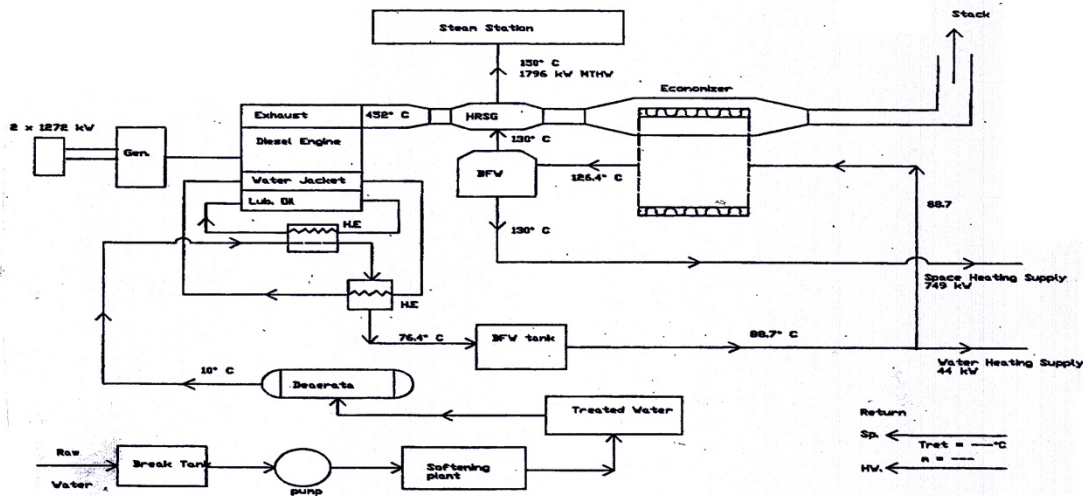 Stack
Steam Station
150° C
1796 kW MTHW
Economizer
2 x 1272 kW
Gen.
Exhaust
452° C
HRSG
Diesel Engine
130° C
Water Jacket
BFW
126.4° C
Lub. Oil
88.7
H.E
130° C
Space Heating Supply
749 kW
H.E
76.4° C
BFW tank
88.7° C
Water Heating Supply
44 kW
10° C
Deaerata
Treated Water
Return
Sp.
Tret = ---°C
m = ---
HW.
Raw
Water
Break Tank
pump
Softening
plant